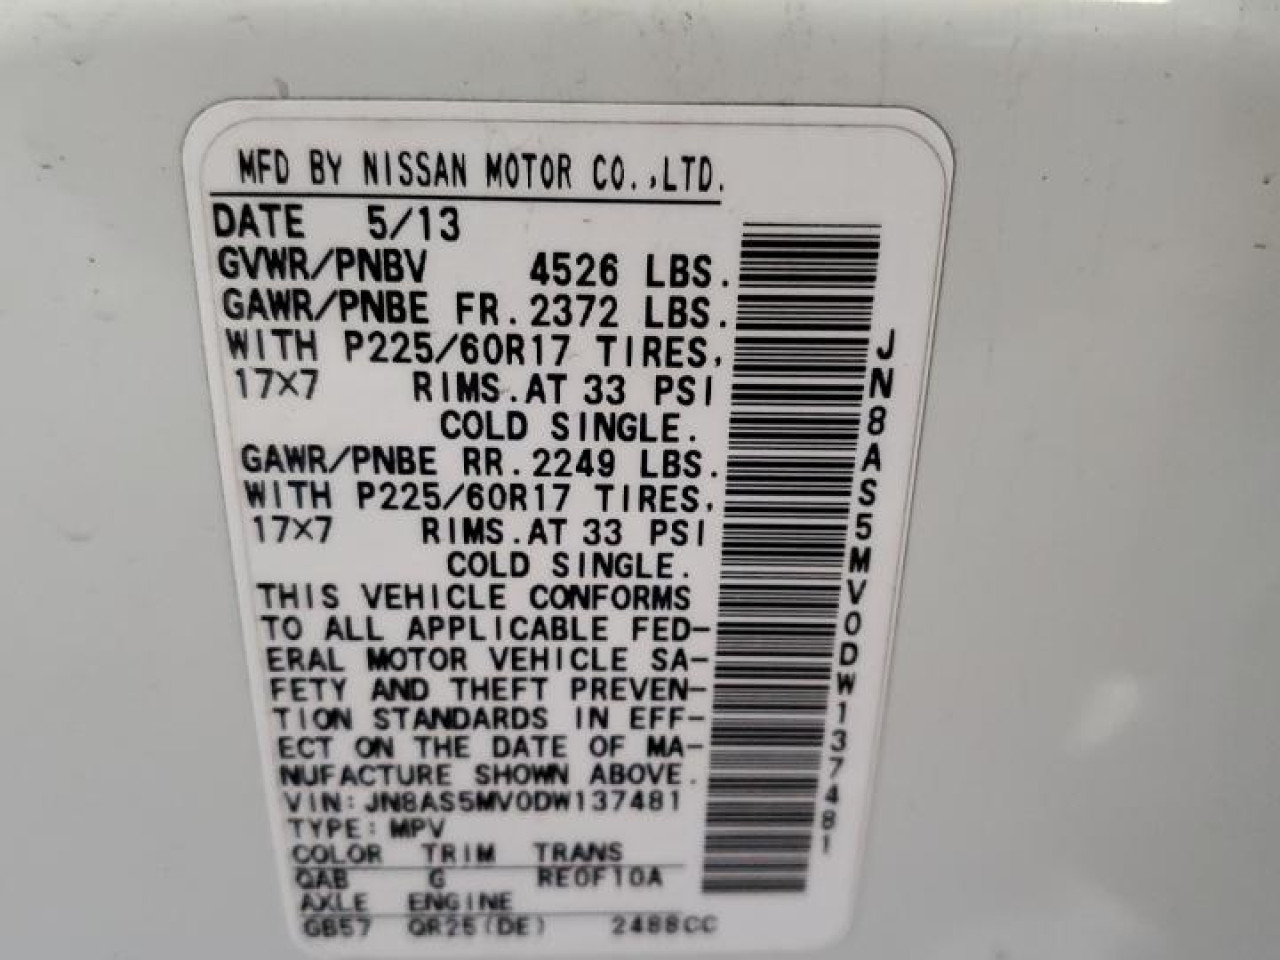 MFD BY NISSAN MOTOR CO.,LTD.
DATE 5/13
GVWR/PNBV 4526 LBS.
GAWR/PNBE FR.2372 LBS.
WITH P225/60R17 TIRES,
17×7 RIMS.AT 33 PSI
COLD SINGLE.
GAWR/PNBE RR.2249 LBS.
WITH P225/60R17 TIRES,
17×7 RIMS.AT 33 PSI
COLD SINGLE.
THIS VEHICLE CONFORMS
TO ALL APPLICABLE FED-
ERAL MOTOR VEHICLE SA-
FETY AND THEFT PREVEN-
TION STANDARDS IN EFF-
ECT ON THE DATE OF MA-
NUFACTURE SHOWN ABOVE.
VIN: JN8AS5MV0DW137481
TYPE: MPV
COLOR TRIM TRANS
QAB G RE0F10A
AXLE ENGINE
GB57 QR25(DE) 2488CC
JN8AS5MV0DW137481